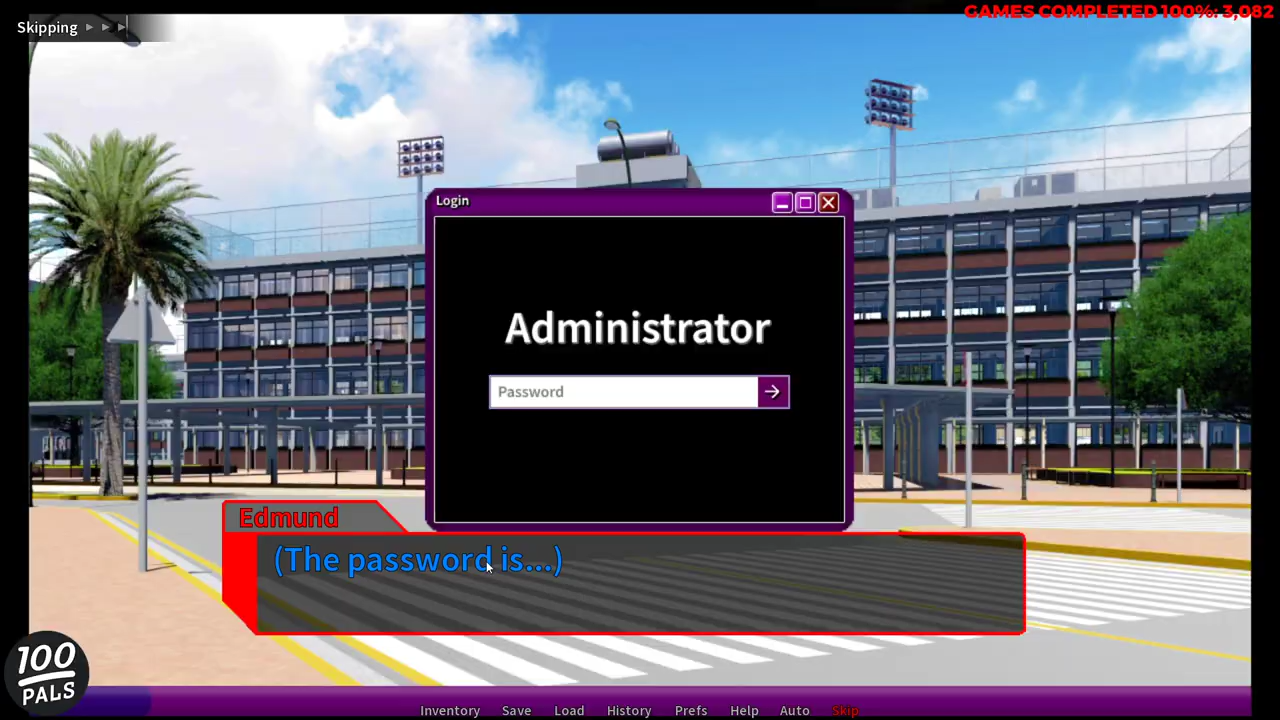 Skipping
GAMES COMPLETED 100%: 3,082
Login
Administrator
Password
Edmund
(The password is...)
100
PALS
Inventory Save Load History Prefs Help Auto Skip